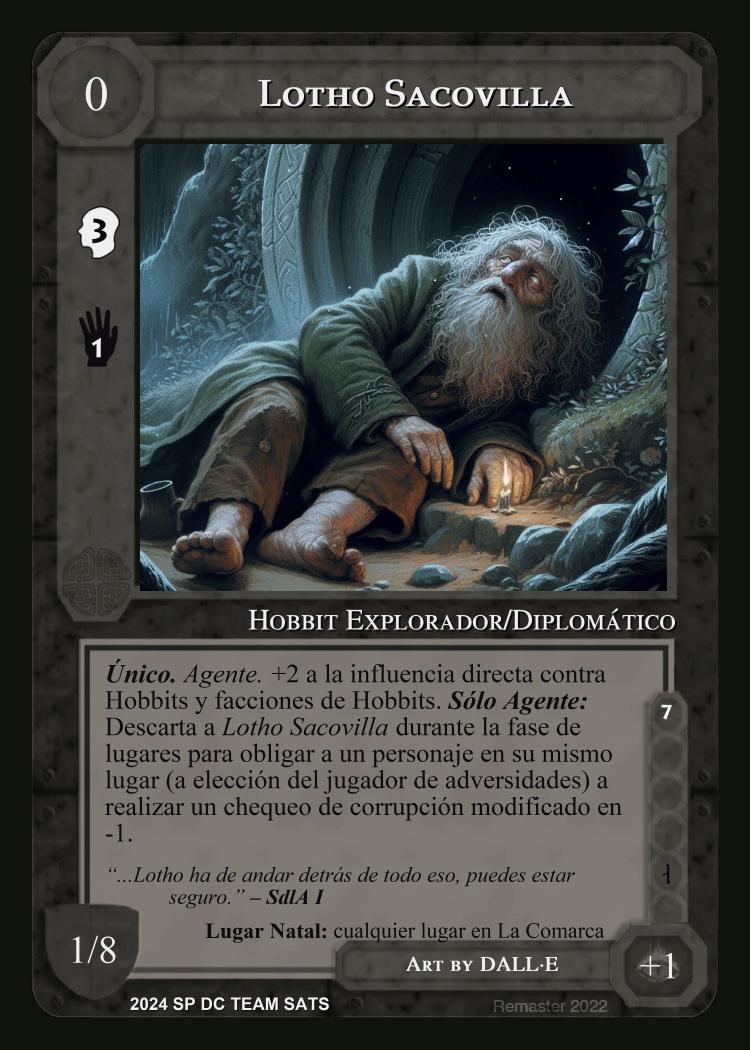 0
Lotho Sacovilla
3
1
Hobbit Explorador/Diplomático
Único. Agente. +2 a la influencia directa contra
Hobbits y facciones de Hobbits. Sólo Agente:
Descarta a Lotho Sacovilla durante la fase de
lugares para obligar a un personaje en su mismo
lugar (a elección del jugador de adversidades) a
realizar un chequeo de corrupción modificado en
-1.
7
“...Lotho ha de andar detrás de todo eso, puedes estar
seguro.” – SdlA I
Lugar Natal: cualquier lugar en La Comarca
1/8
Art by DALL·E
+1
2024 SP DC TEAM SATS
Remaster 2022